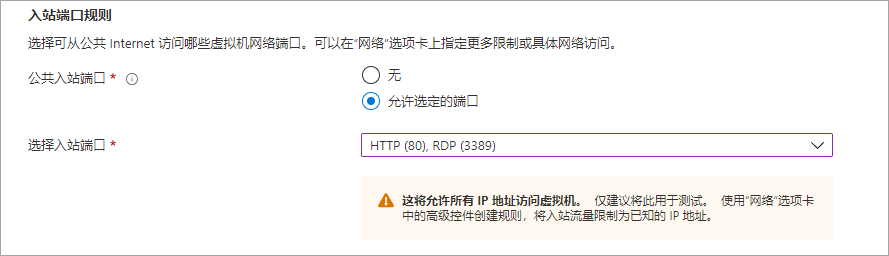 入站端口规则
选择可从公共 Internet 访问哪些虚拟机网络端口。可以在“网络”选项卡上指定更多限制或具体网络访问。
公共入站端口 *
无
允许选定的端口
选择入站端口 *
HTTP (80), RDP (3389)
这将允许所有 IP 地址访问虚拟机。 仅建议将此用于测试。 使用“网络”选项卡
中的高级控件创建规则，将入站流量限制为已知的 IP 地址。